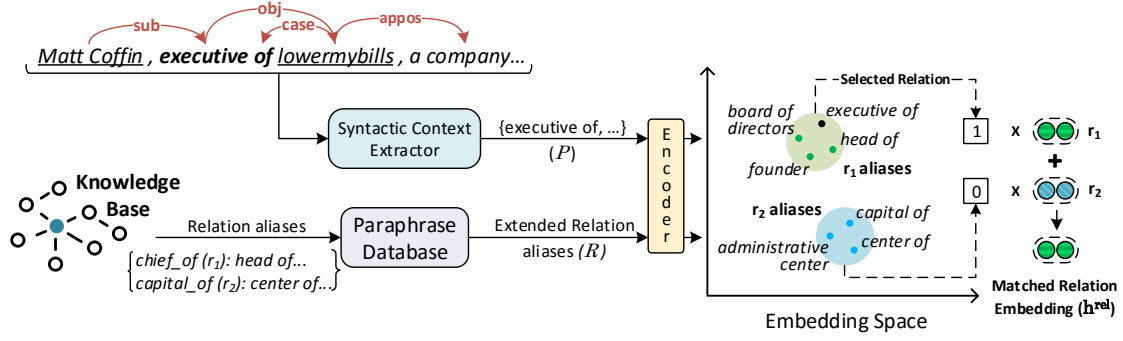 sub
obj
case
appos
Matt Coffin , executive of lowermybills , a company...
Syntactic Context
Extractor
{executive of, ...}
(P)
Knowledge
Base
Relation aliases
chief_of (r1): head of...
capital_of (r2): center of...
Paraphrase
Database
Extended Relation
aliases (R)
Encoder
Selected Relation
board of
directors
executive of
head of
founder
r1 aliases
r2 aliases
capital of
center of
administrative
center
Embedding Space
1
x
r1
+
0
x
r2
Matched Relation
Embedding (h^rel)